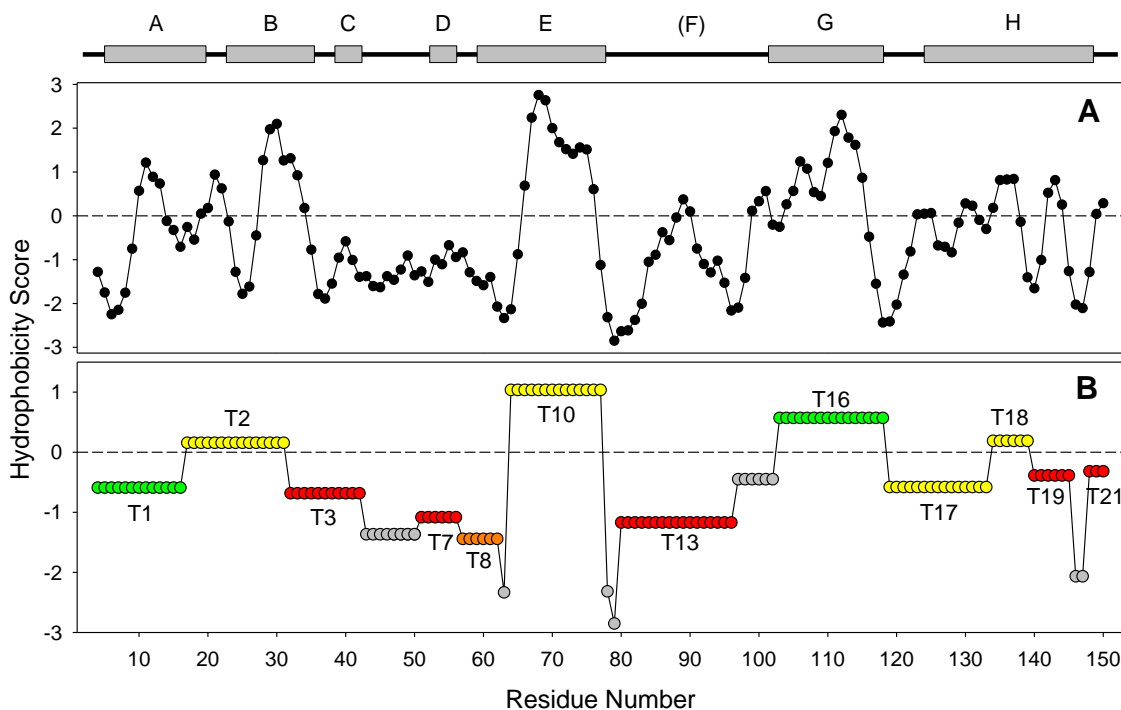 A B C D E (F) G H
A
3
2
1
0
-1
-2
-3
Hydrophobicity Score
B
1
0
-1
-2
-3
T1
T2
T3
T7
T8
T10
T13
T16
T17
T18
T19
T21
10 20 30 40 50 60 70 80 90 100 110 120 130 140 150
Residue Number